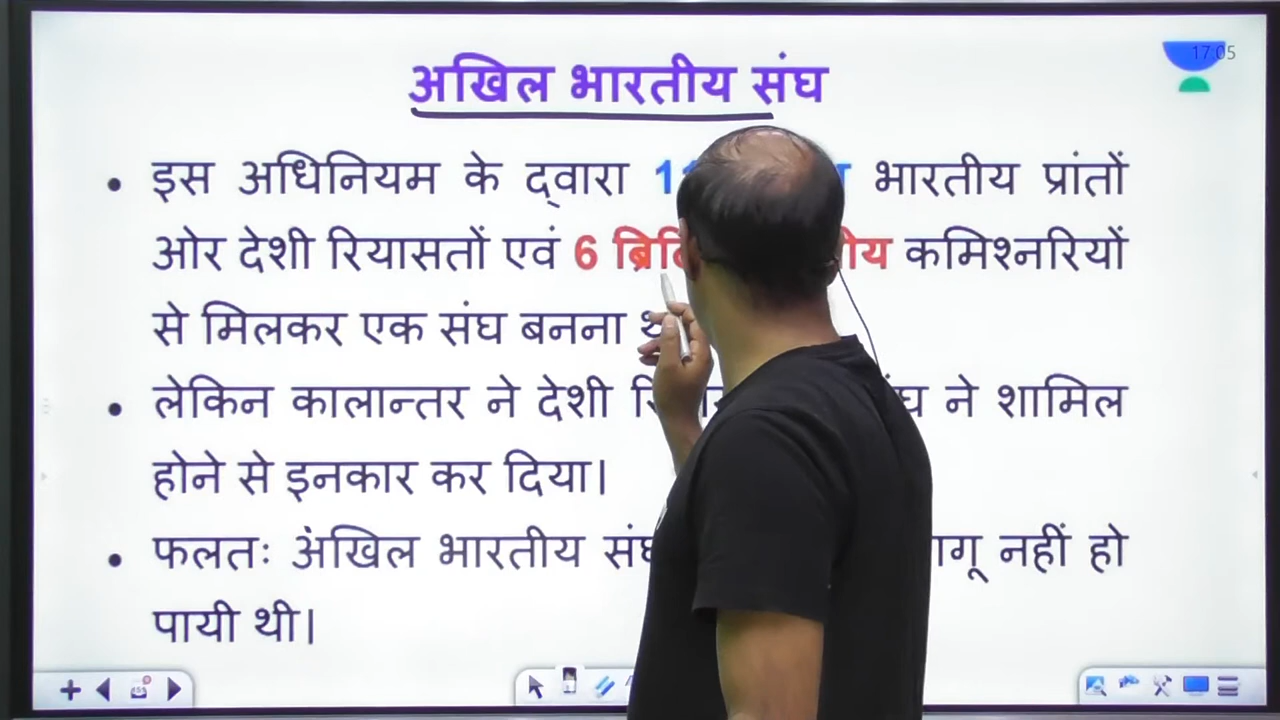 17:05
अखिल भारतीय संघ
इस अधिनियम के द्वारा भारतीय प्रांतों
ओर देशी रियासतों एवं 6 कमिश्नरियों
से मिलकर एक संघ बनना
लेकिन कालान्तर ने देशी ने शामिल
होने से इनकार कर दिया।
फलतः अंखिल भारतीय नहीं हो
पायी थी।